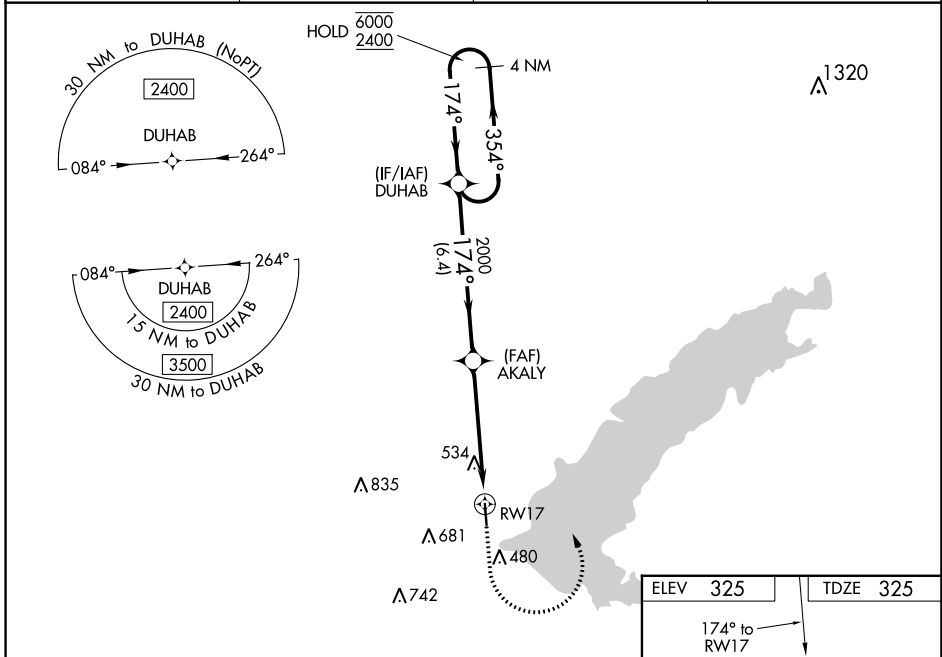 30 NM to DUHAB (NoPT)
2400
DUHAB
084°
264°
084°
264°
DUHAB
2400
15 NM to DUHAB
3500
30 NM to DUHAB
HOLD 6000
2400
4 NM
174°
354°
(IF/IAF)
DUHAB
2000
174°
(6.4)
(FAF)
AKALY
1320
534
835
RW17
681
480
742
ELEV 325
TDZE 325
174° to
RW17